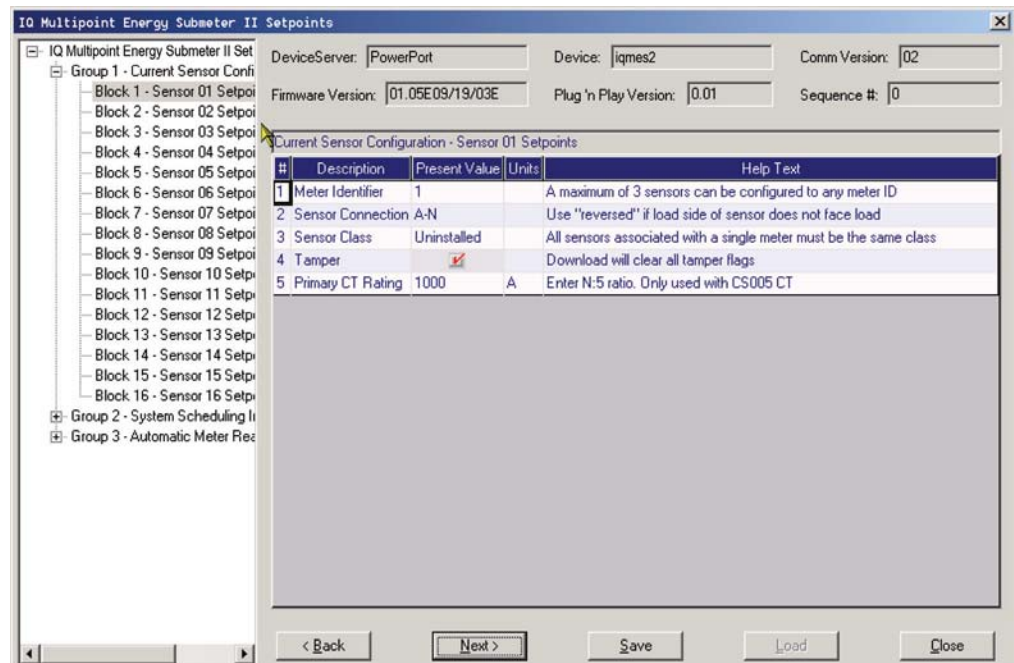 IQ Multipoint Energy Submeter II Setpoints
IQ Multipoint Energy Submeter II Set
Group 1 - Current Sensor Confi
Block 1 - Sensor 01 Setpoi
Block 2 - Sensor 02 Setpoi
Block 3 - Sensor 03 Setpoi
Block 4 - Sensor 04 Setpoi
Block 5 - Sensor 05 Setpoi
Block 6 - Sensor 06 Setpoi
Block 7 - Sensor 07 Setpoi
Block 8 - Sensor 08 Setpoi
Block 9 - Sensor 09 Setpoi
Block 10 - Sensor 10 Setp
Block 11 - Sensor 11 Setp
Block 12 - Sensor 12 Setp
Block 13 - Sensor 13 Setp
Block 14 - Sensor 14 Setp
Block 15 - Sensor 15 Setp
Block 16 - Sensor 16 Setp
Group 2 - System Scheduling I
Group 3 - Automatic Meter Rea
DeviceServer: PowerPort Device: iqmes2 Comm Version: 02
Firmware Version: 01.05E09/19/03E Plug 'n Play Version: 0.01 Sequence #: 0
Current Sensor Configuration - Sensor 01 Setpoints
# Description Present Value Units Help Text
1 Meter Identifier 1 A maximum of 3 sensors can be configured to any meter ID
2 Sensor Connection A-N Use "reversed" if load side of sensor does not face load
3 Sensor Class Uninstalled All sensors associated with a single meter must be the same class
4 Tamper Download will clear all tamper flags
5 Primary CT Rating 1000 A Enter N:5 ratio. Only used with CS005 CT
< Back Next > Save Load Close